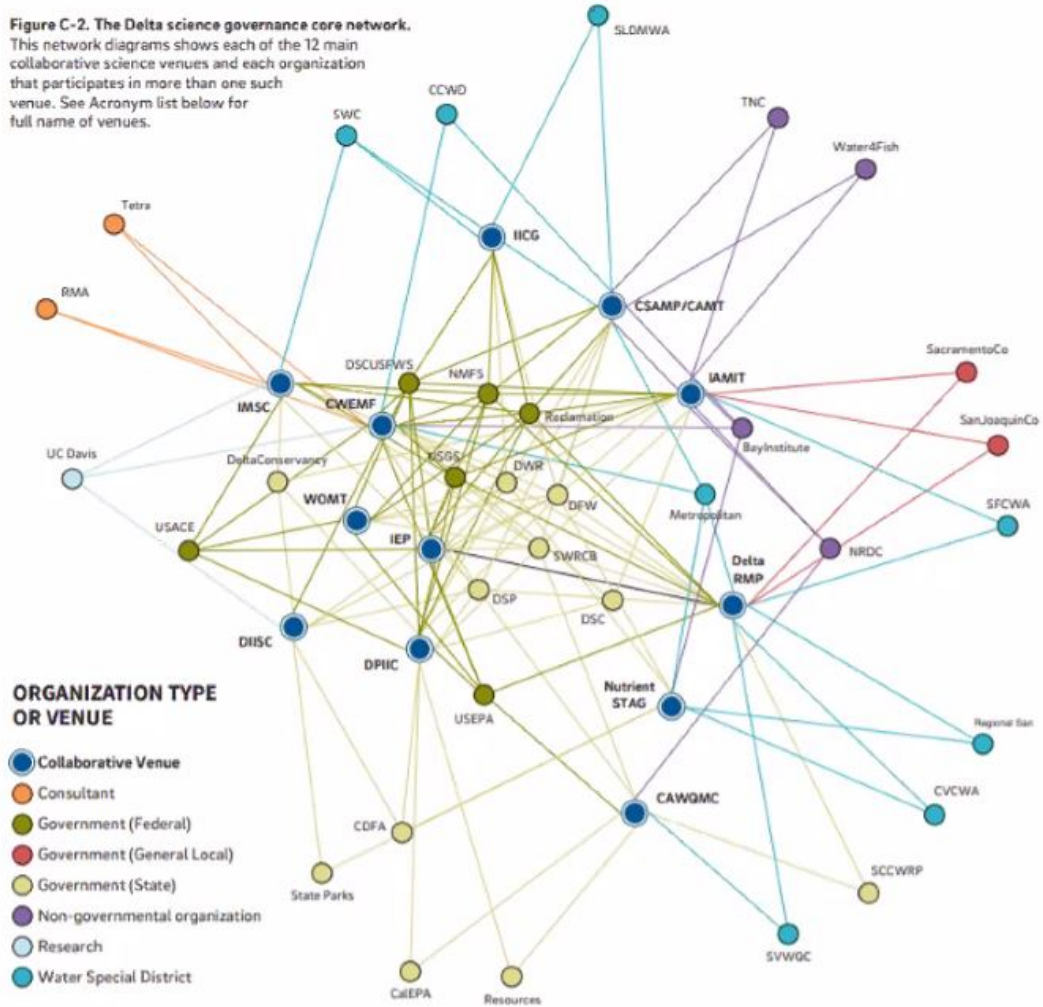 Figure C-2. The Delta science governance core network.
This network diagrams shows each of the 12 main
collaborative science venues and each organization
that participates in more than one such
venue. See Acronym list below for
full name of venues.
SLDMWA
CCWD
SWC
TNC
Water4Fish
Tetra
IICG
RMA
CSAMP/CAMT
SacramentoCo
DSCUSFWS
NMFS
IAMIT
IMSC
CWEMF
Reclamation
SanJoaquinCo
BayInstitute
UC Davis
DeltaConservancy
USGS
DWR
WOMT
DFW
Metropolitan
SFCWA
USACE
IEP
SWRCB
NRDC
Delta
RMP
DSP
DSC
DIISC
DPIIC
Nutrient
STAG
USEPA
Regional San
CVCWA
CAWQMC
CDFA
SCCWRP
State Parks
SVWQC
CalEPA
Resources
ORGANIZATION TYPE
OR VENUE
Collaborative Venue
Consultant
Government (Federal)
Government (General Local)
Government (State)
Non-governmental organization
Research
Water Special District